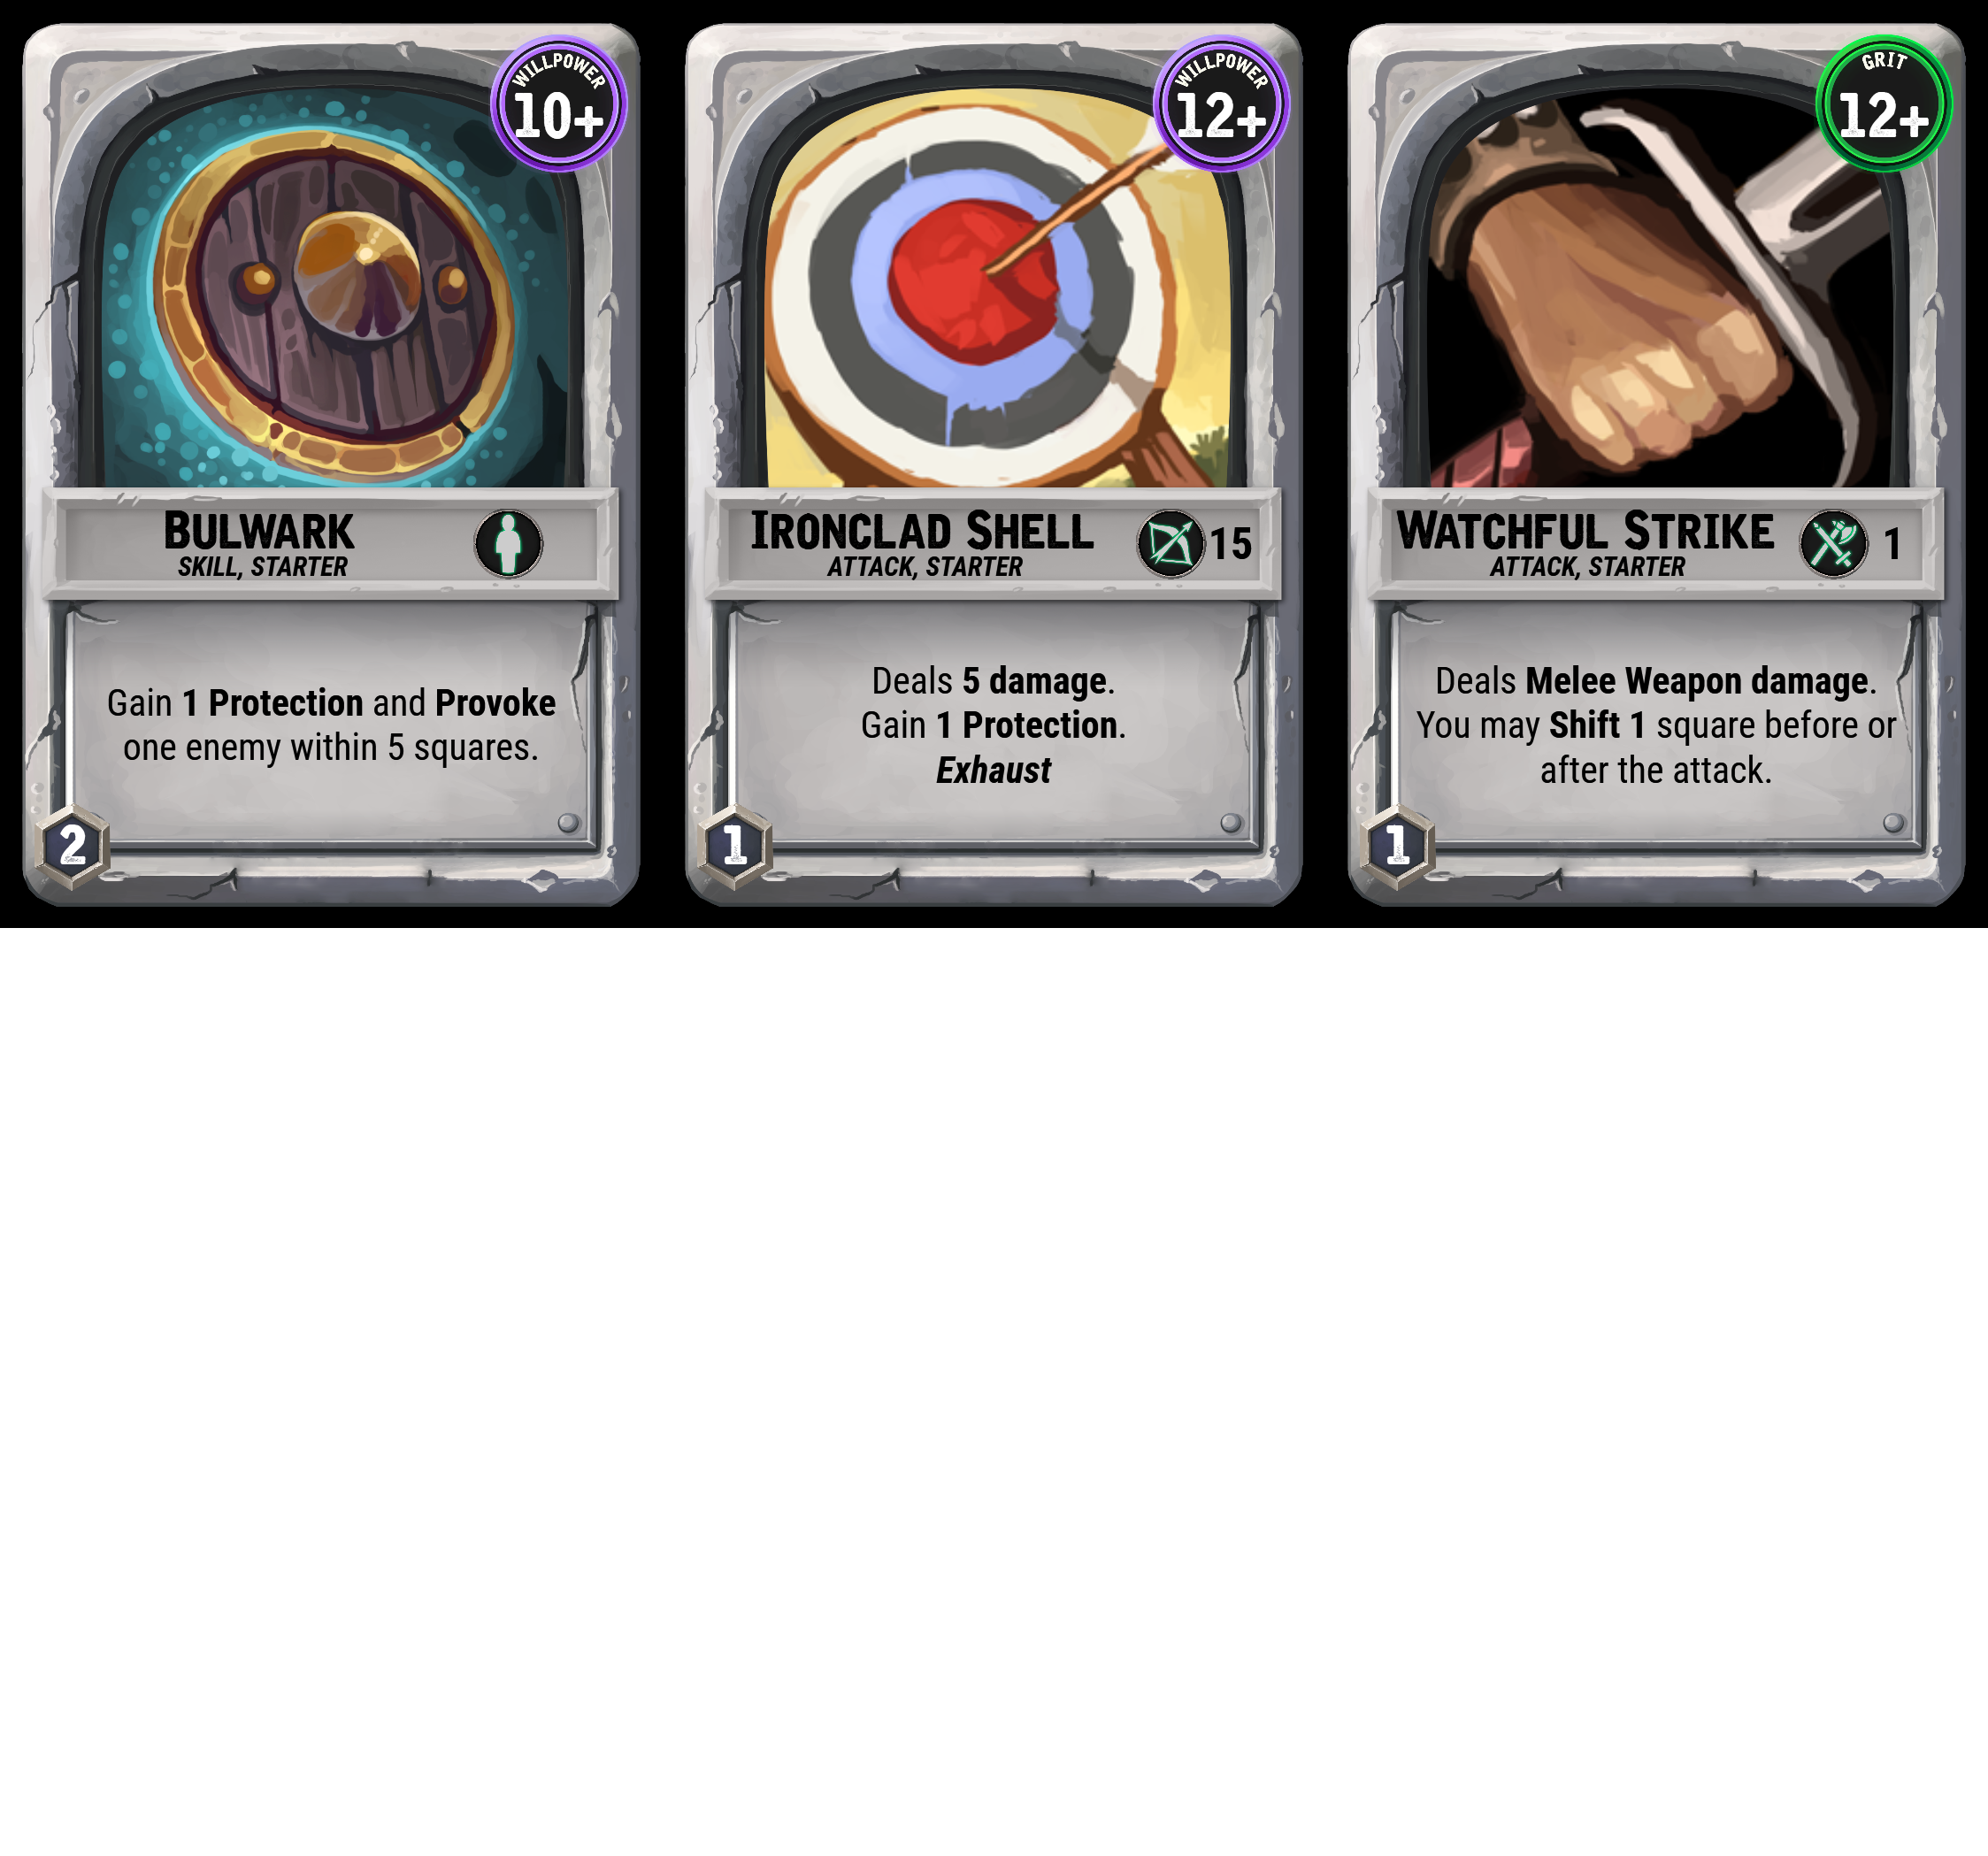 WILLPOWER
10+
BULWARK
SKILL, STARTER
Gain 1 Protection and Provoke
one enemy within 5 squares.
2
WILLPOWER
12+
IRONCLAD SHELL
ATTACK, STARTER
15
Deals 5 damage.
Gain 1 Protection.
Exhaust
1
GRIT
12+
WATCHFUL STRIKE
ATTACK, STARTER
1
Deals Melee Weapon damage.
You may Shift 1 square before or
after the attack.
1